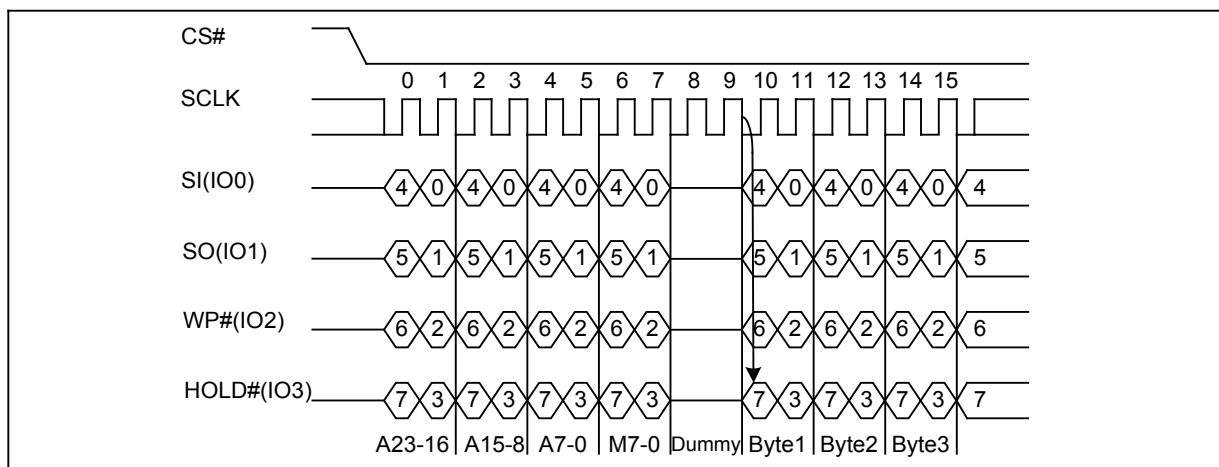 CS#
0 1 2 3 4 5 6 7 8 9 10 11 12 13 14 15
SCLK
SI(IO0) 4 0 4 0 4 0 4 0 4 0 4 0 4 0 4
SO(IO1) 5 1 5 1 5 1 5 1 5 1 5 1 5 1 5
WP#(IO2) 6 2 6 2 6 2 6 2 6 2 6 2 6 2 6
HOLD#(IO3) 7 3 7 3 7 3 7 3 7 3 7 3 7 3 7
A23-16 A15-8 A7-0 M7-0 Dummy Byte1 Byte2 Byte3